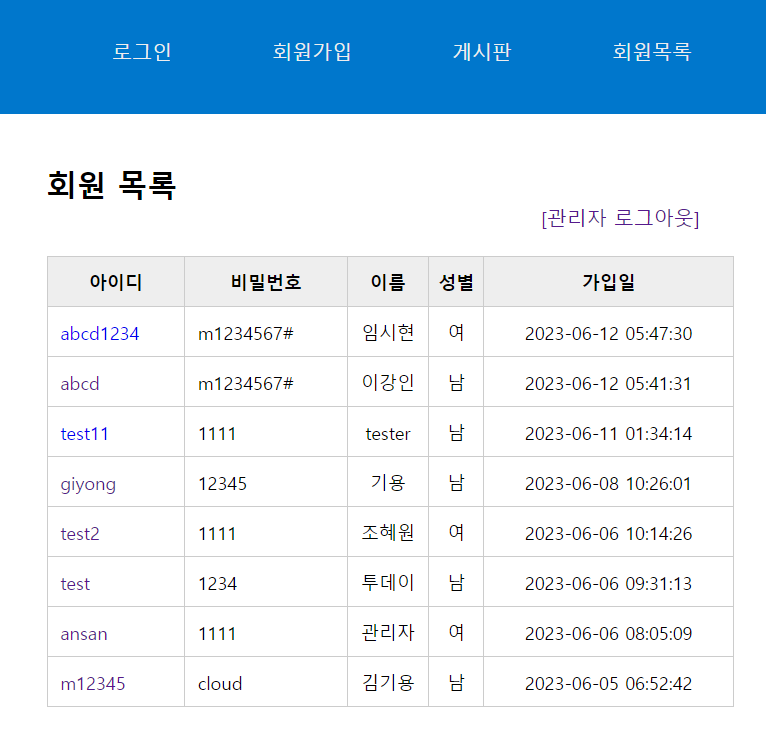 로그인 회원가입 게시판 회원목록
회원 목록
[관리자 로그아웃]
아이디 비밀번호 이름 성별 가입일
abcd1234 m1234567# 임시현 여 2023-06-12 05:47:30
abcd m1234567# 이강인 남 2023-06-12 05:41:31
test11 1111 tester 남 2023-06-11 01:34:14
giyong 12345 기용 남 2023-06-08 10:26:01
test2 1111 조혜원 여 2023-06-06 10:14:26
test 1234 투데이 남 2023-06-06 09:31:13
ansan 1111 관리자 여 2023-06-06 08:05:09
m12345 cloud 김기용 남 2023-06-05 06:52:42